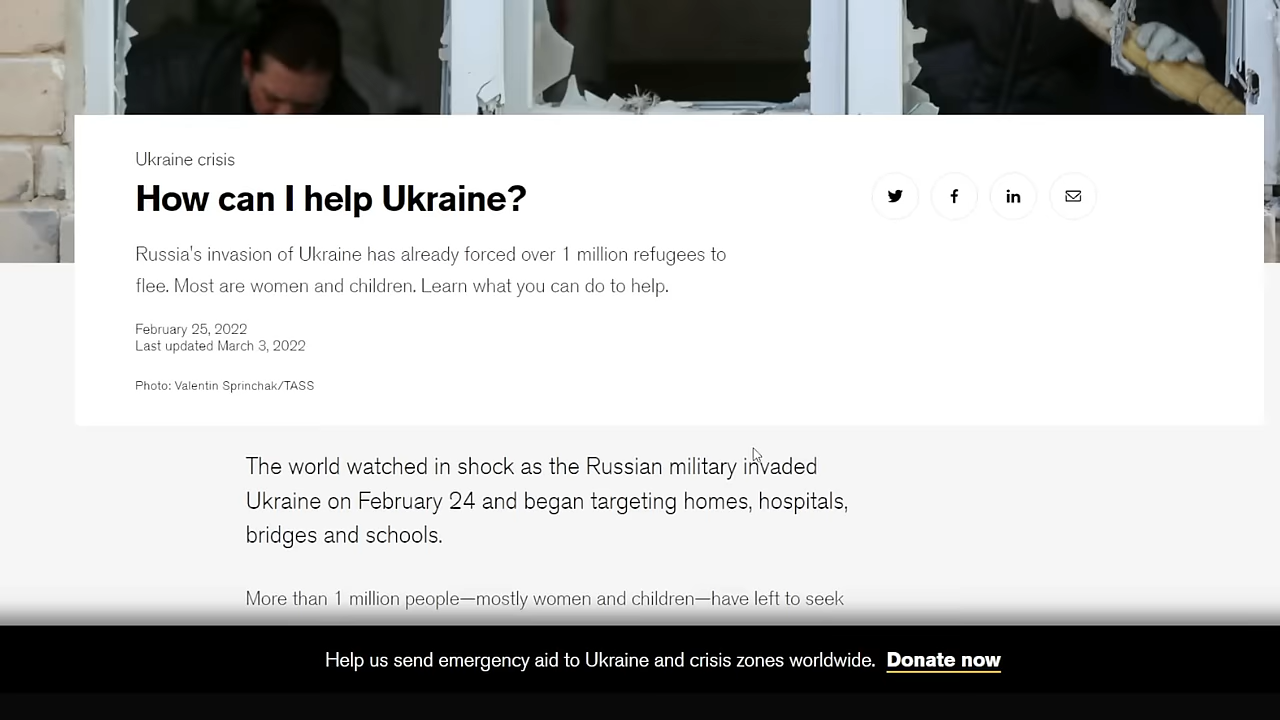 Ukraine crisis
How can I help Ukraine?
Russia's invasion of Ukraine has already forced over 1 million refugees to
flee. Most are women and children. Learn what you can do to help.
February 25, 2022
Last updated March 3, 2022
Photo: Valentin Sprinchak/TASS
The world watched in shock as the Russian military invaded
Ukraine on February 24 and began targeting homes, hospitals,
bridges and schools.
More than 1 million people—mostly women and children—have left to seek
Help us send emergency aid to Ukraine and crisis zones worldwide. Donate now